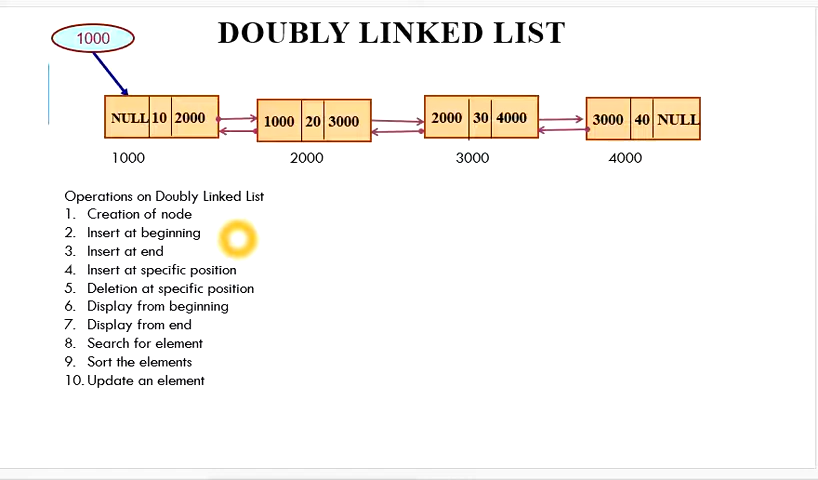 DOUBLY LINKED LIST
1000
NULL 10 2000
1000 20 3000
2000 30 4000
3000 40 NULL
1000
2000
3000
4000
Operations on Doubly Linked List
1. Creation of node
2. Insert at beginning
3. Insert at end
4. Insert at specific position
5. Deletion at specific position
6. Display from beginning
7. Display from end
8. Search for element
9. Sort the elements
10. Update an element